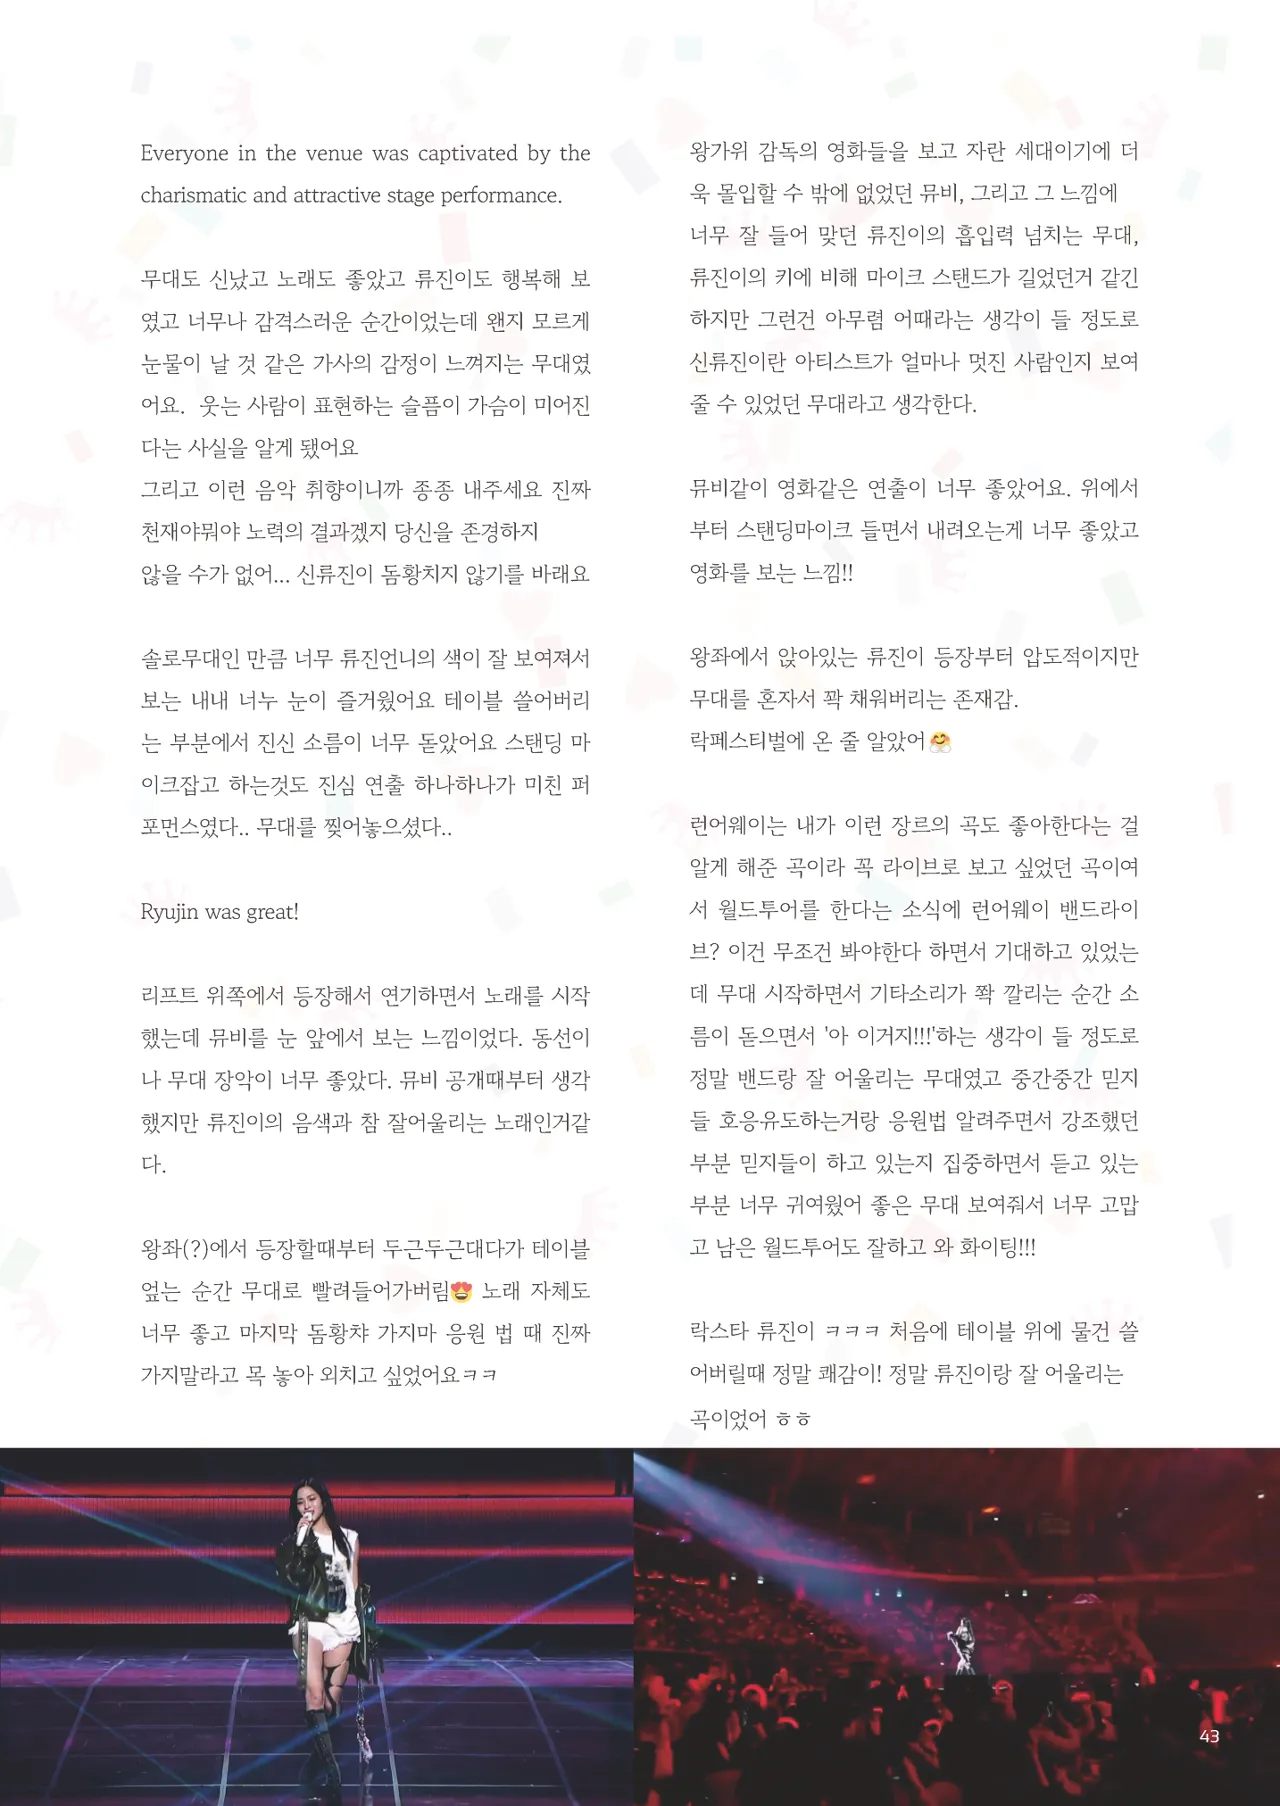 Everyone in the venue was captivated by the
charismatic and attractive stage performance.
무대도 신났고 노래도 좋았고 류진이도 행복해 보
였고 너무나 감격스러운 순간이었는데 왠지 모르게
눈물이 날 것 같은 가사의 감정이 느껴지는 무대였
어요. 웃는 사람이 표현하는 슬픔이 가슴이 미어진
다는 사실을 알게 됐어요
그리고 이런 음악 취향이니까 종종 내주세요 진짜
천재야뭐야 노력의 결과겠지 당신을 존경하지
않을 수가 없어... 신류진이 돔황치지 않기를 바래요
솔로무대인 만큼 너무 류진언니의 색이 잘 보여져서
보는 내내 너누 눈이 즐거웠어요 테이블 쓸어버리
는 부분에서 진신 소름이 너무 돋았어요 스탠딩 마
이크잡고 하는것도 진심 연출 하나하나가 미친 퍼
포먼스였다.. 무대를 찢어놓으셨다..
Ryujin was great!
리프트 위쪽에서 등장해서 연기하면서 노래를 시작
했는데 뮤비를 눈 앞에서 보는 느낌이었다. 동선이
나 무대 장악이 너무 좋았다. 뮤비 공개때부터 생각
했지만 류진이의 음색과 참 잘어울리는 노래인거같
다.
왕좌(?)에서 등장할때부터 두근두근대다가 테이블
엎는 순간 무대로 빨려들어가버림😍 노래 자체도
너무 좋고 마지막 돔황챠 가지마 응원 법 때 진짜
가지말라고 목 놓아 외치고 싶었어요ㅋㅋ
왕가위 감독의 영화들을 보고 자란 세대이기에 더
욱 몰입할 수 밖에 없었던 뮤비, 그리고 그 느낌에
너무 잘 들어 맞던 류진이의 흡입력 넘치는 무대,
류진이의 키에 비해 마이크 스탠드가 길었던거 같긴
하지만 그런건 아무렴 어때라는 생각이 들 정도로
신류진이란 아티스트가 얼마나 멋진 사람인지 보여
줄 수 있었던 무대라고 생각한다.
뮤비같이 영화같은 연출이 너무 좋았어요. 위에서
부터 스탠딩마이크 들면서 내려오는게 너무 좋았고
영화를 보는 느낌!!
왕좌에서 앉아있는 류진이 등장부터 압도적이지만
무대를 혼자서 꽉 채워버리는 존재감.
락페스티벌에 온 줄 알았어🤗
런어웨이는 내가 이런 장르의 곡도 좋아한다는 걸
알게 해준 곡이라 꼭 라이브로 보고 싶었던 곡이여
서 월드투어를 한다는 소식에 런어웨이 밴드라이
브? 이건 무조건 봐야한다 하면서 기대하고 있었는
데 무대 시작하면서 기타소리가 쫙 깔리는 순간 소
름이 돋으면서 '아 이거지!!!'하는 생각이 들 정도로
정말 밴드랑 잘 어울리는 무대였고 중간중간 믿지
들 호응유도하는거랑 응원법 알려주면서 강조했던
부분 믿지들이 하고 있는지 집중하면서 듣고 있는
부분 너무 귀여웠어 좋은 무대 보여줘서 너무 고맙
고 남은 월드투어도 잘하고 와 화이팅!!!
락스타 류진이 ㅋㅋㅋ 처음에 테이블 위에 물건 쓸
어버릴때 정말 쾌감이! 정말 류진이랑 잘 어울리는
곡이었어 ㅎㅎ
43